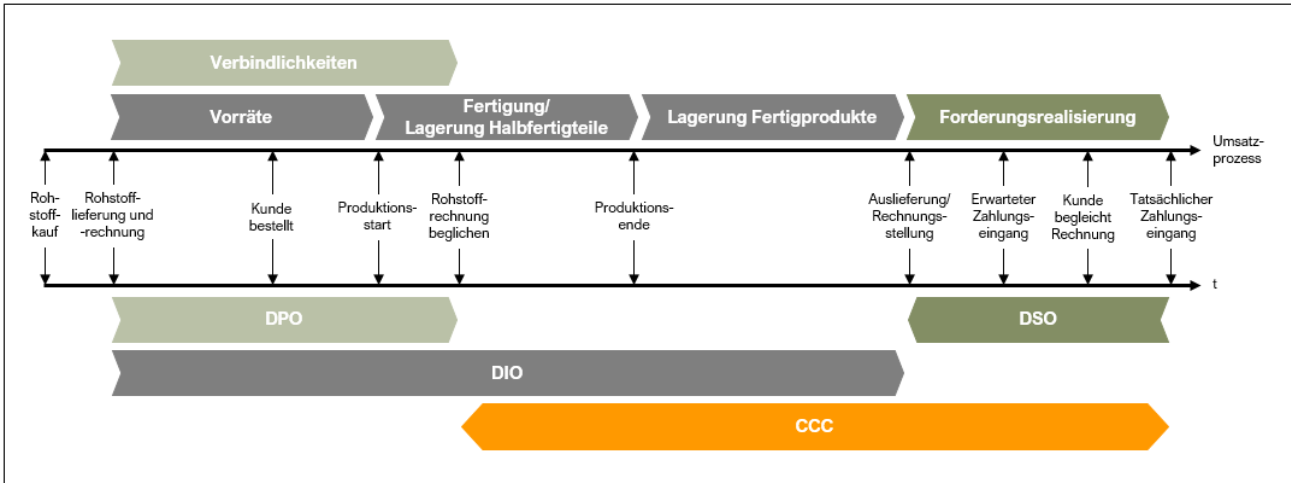 Verbindlichkeiten
Vorräte
Fertigung/
Lagerung Halbfertigteile
Lagerung Fertigprodukte
Forderungsrealisierung
Umsatz-
prozess
Roh-
stoff-
kauf
Rohstoff-
lieferung und
-rechnung
Kunde
bestellt
Produktions-
start
Rohstoff-
rechnung
beglichen
Produktions-
ende
Auslieferung/
Rechnungs-
stellung
Erwarteter
Zahlungs-
eingang
Kunde
begleicht
Rechnung
Tatsächlicher
Zahlungs-
eingang
t
DPO
DSO
DIO
CCC